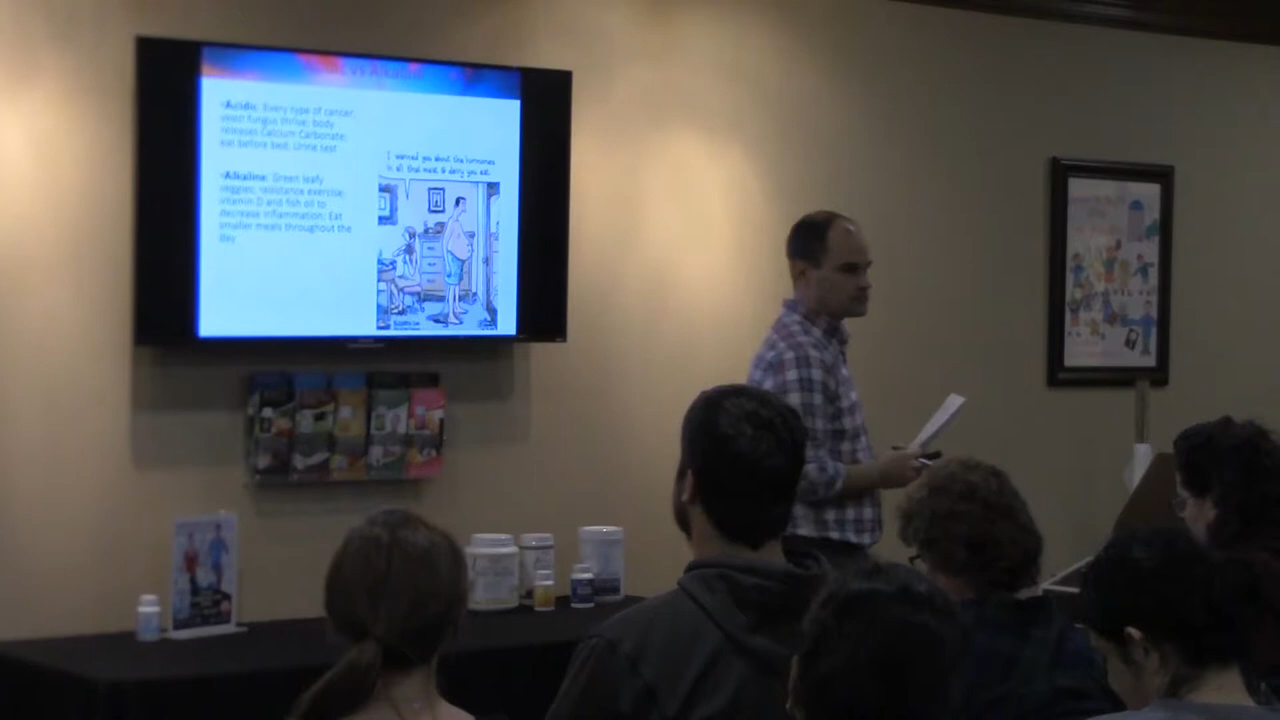 vs Alkaline
Acidic: Every type of cancer,
yeast fungus thrive; body
releases Calcium Carbonate;
eat before bed; Urine test
Alkaline: Green leafy
veggies; resistance exercise;
vitamin D and fish oil to
decrease inflammation; Eat
smaller meals throughout the
day
I warned you about the hormones
in all that meat & dairy you eat.